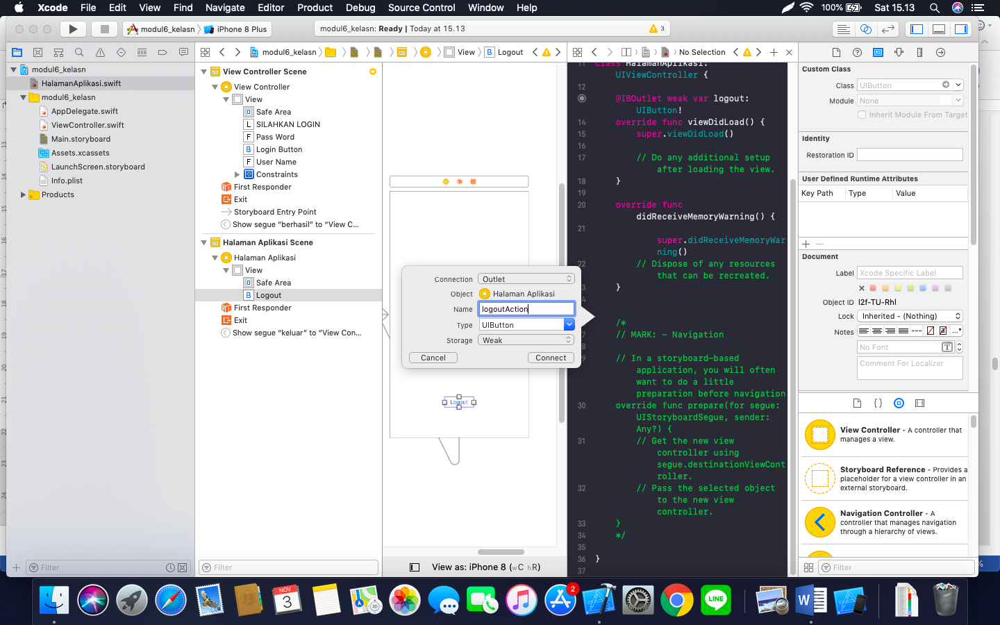 Xcode File Edit View Find Navigate Editor Product Debug Source Control Window Help 100% Sat 15.13
modul6_kelasn iPhone 8 Plus modul6_kelasn: Ready | Today at 15.13 3
modul6_kelasn View Logout No Selection
modul6_kelasn
HalamanAplikasi.swift
modul6_kelasn
AppDelegate.swift
ViewController.swift
Main.storyboard
Assets.xcassets
LaunchScreen.storyboard
Info.plist
Products
Filter
View Controller Scene
View Controller
View
Safe Area
L SILAHKAN LOGIN
F Pass Word
B Login Button
F User Name
Constraints
First Responder
Exit
Storyboard Entry Point
Show segue “berhasil” to “View C...
Halaman Aplikasi Scene
Halaman Aplikasi
View
Safe Area
B Logout
First Responder
Exit
Show segue “keluar” to “View Con...
Filter
Logout
View as: iPhone 8 (wC hR)
Connection Outlet
Object Halaman Aplikasi
Name logoutAction
Type UIButton
Storage Weak
Cancel Connect
11 class HalamanAplikasi:
UIViewController {
12
@IBOutlet weak var logout:
UIButton!
14 override func viewDidLoad() {
15 super.viewDidLoad()
16
17 // Do any additional setup
after loading the view.
18 }
19
20 override func
didReceiveMemoryWarning() {
21
super.didReceiveMemoryWar
ning()
22 // Dispose of any resources
that can be recreated.
3 }
4
/*
7 // MARK: - Navigation
8
9 // In a storyboard-based
application, you will often
want to do a little
preparation before navigation
30 override func prepare(for segue:
UIStoryboardSegue, sender:
Any?) {
31 // Get the new view
controller using
segue.destinationViewCont
roller.
32 // Pass the selected object
to the new view
controller.
33 }
34 */
35
36 }
37
Custom Class
Class UIButton
Module None
Inherit Module From Target
Identity
Restoration ID
User Defined Runtime Attributes
Key Path Type Value
Document
Label Xcode Specific Label
Object ID l2f-TU-Rhl
Lock Inherited - (Nothing)
Notes
No Font
Comment For Localizer
View Controller - A controller that
manages a view.
Storyboard Reference - Provides a
placeholder for a view controller in an
external storyboard.
Navigation Controller - A
controller that manages navigation
through a hierarchy of views.
Filter
NOV
3
3D
2
LINE